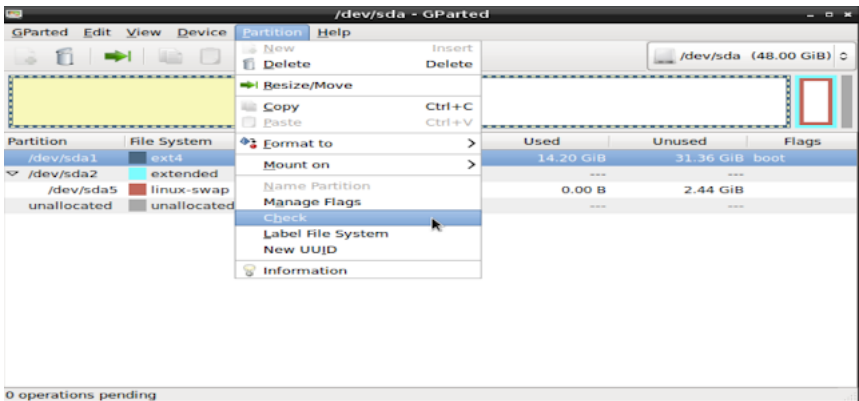 /dev/sda - GParted
GParted Edit View Device Partition Help
/dev/sda (48.00 GiB)
New Insert
Delete Delete
Resize/Move
Copy Ctrl+C
Paste Ctrl+V
Format to
Mount on
Name Partition
Manage Flags
Check
Label File System
New UUID
Information
Partition File System Used Unused Flags
/dev/sda1 ext4 14.20 GiB 31.36 GiB boot
/dev/sda2 extended --- ---
/dev/sda5 linux-swap 0.00 B 2.44 GiB
unallocated unallocated --- ---
0 operations pending